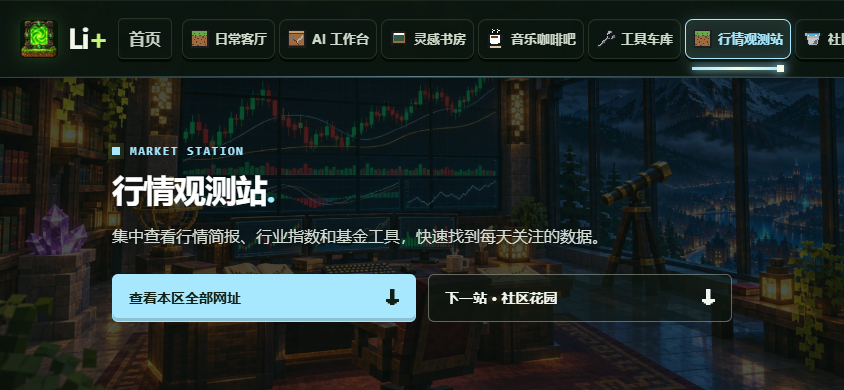 Li+ 首页 日常客厅 AI 工作台 灵感书房 音乐咖啡吧 工具车库 行情观测站
MARKET STATION
行情观测站.
集中查看行情简报、行业指数和基金工具，快速找到每天关注的数据。
查看本区全部网址
下一站 • 社区花园